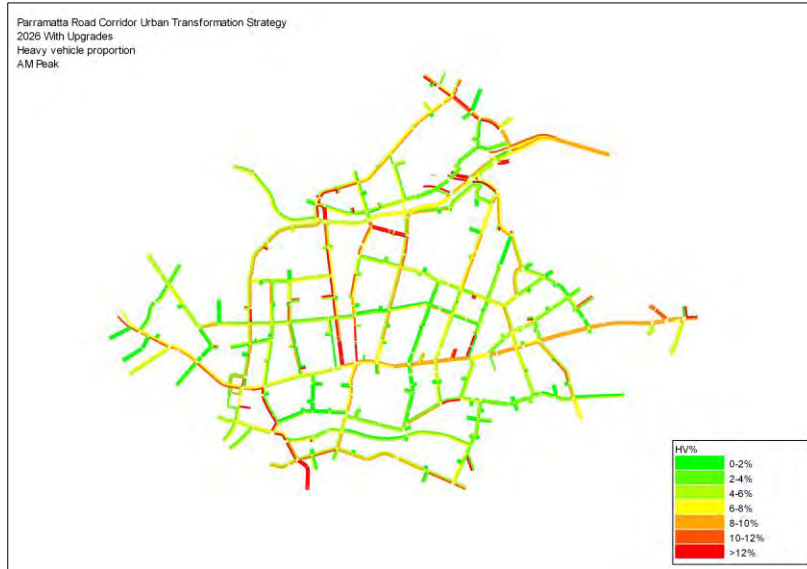 Parramatta Road Corridor Urban Transformation Strategy
2026 With Upgrades
Heavy vehicle proportion
AM Peak
HV%
0-2%
2-4%
4-6%
6-8%
8-10%
10-12%
>12%